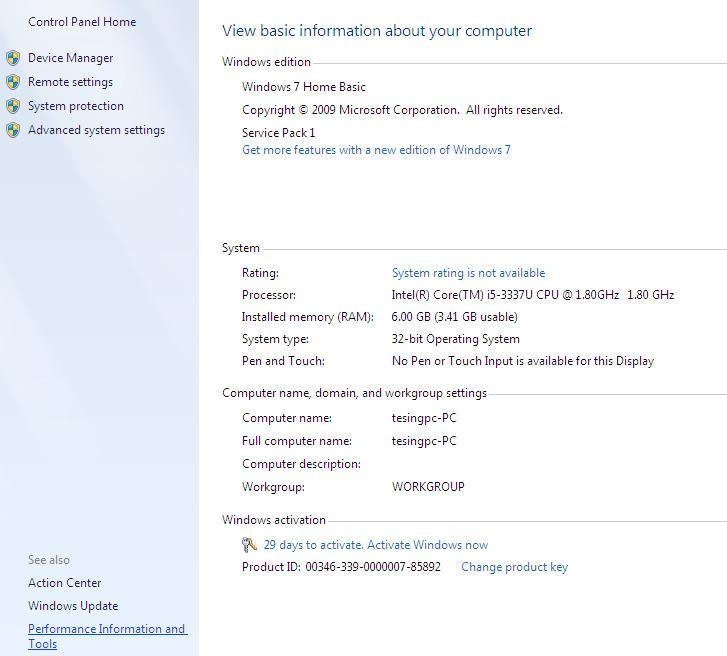 Control Panel Home
Device Manager
Remote settings
System protection
Advanced system settings
See also
Action Center
Windows Update
Performance Information and
Tools
View basic information about your computer
Windows edition
Windows 7 Home Basic
Copyright © 2009 Microsoft Corporation. All rights reserved.
Service Pack 1
Get more features with a new edition of Windows 7
System
Rating: System rating is not available
Processor: Intel(R) Core(TM) i5-3337U CPU @ 1.80GHz 1.80 GHz
Installed memory (RAM): 6.00 GB (3.41 GB usable)
System type: 32-bit Operating System
Pen and Touch: No Pen or Touch Input is available for this Display
Computer name, domain, and workgroup settings
Computer name: tesingpc-PC
Full computer name: tesingpc-PC
Computer description:
Workgroup: WORKGROUP
Windows activation
29 days to activate. Activate Windows now
Product ID: 00346-339-0000007-85892 Change product key